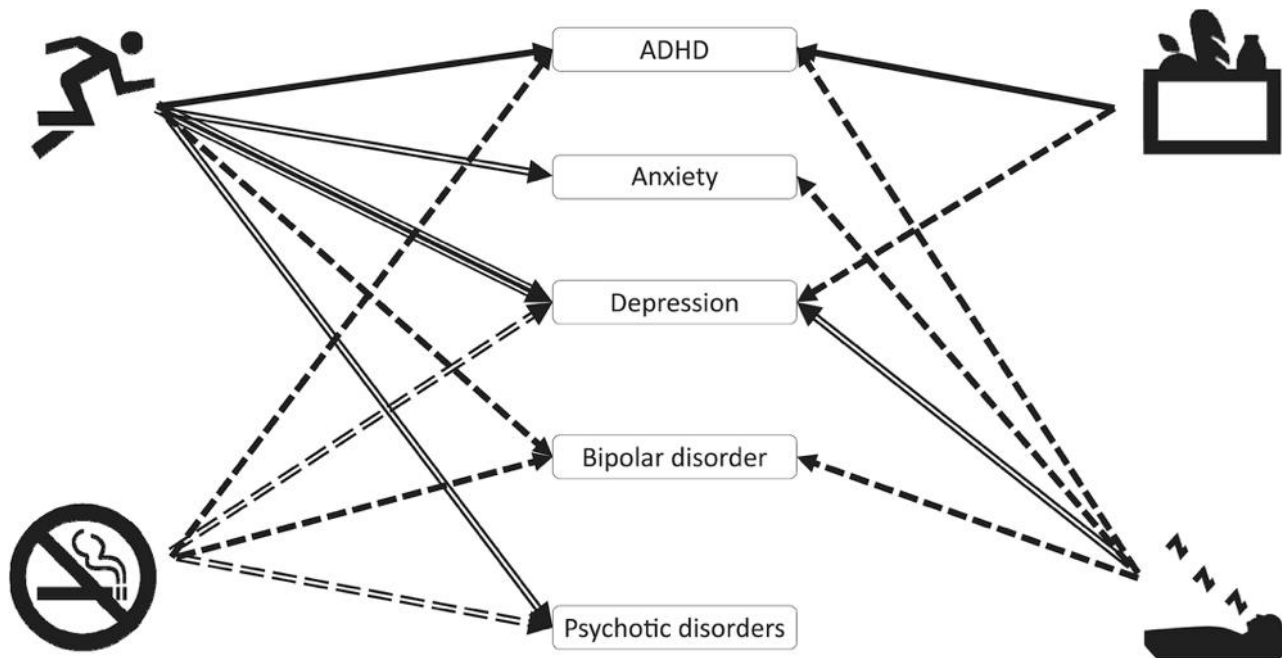 ADHD
Anxiety
Depression
Bipolar disorder
Psychotic disorders
z
z
z